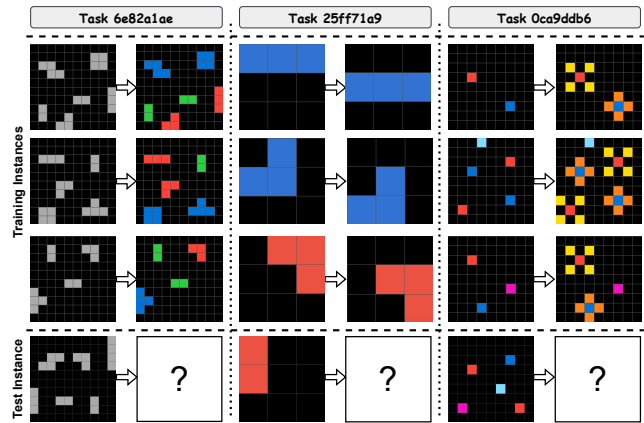 Task 6e82a1ae
Task 25ff71a9
Task 0ca9ddb6
Training Instances
Test Instance
?
?
?